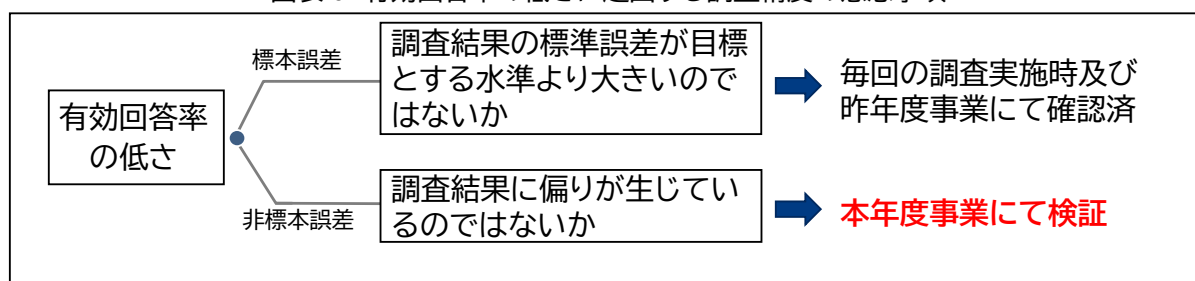 標本誤差
調査結果の標準誤差が目標
とする水準より大きいので
はないか
毎回の調査実施時及び
昨年度事業にて確認済
有効回答率
の低さ
非標本誤差
調査結果に偏りが生じてい
るのではないか
本年度事業にて検証